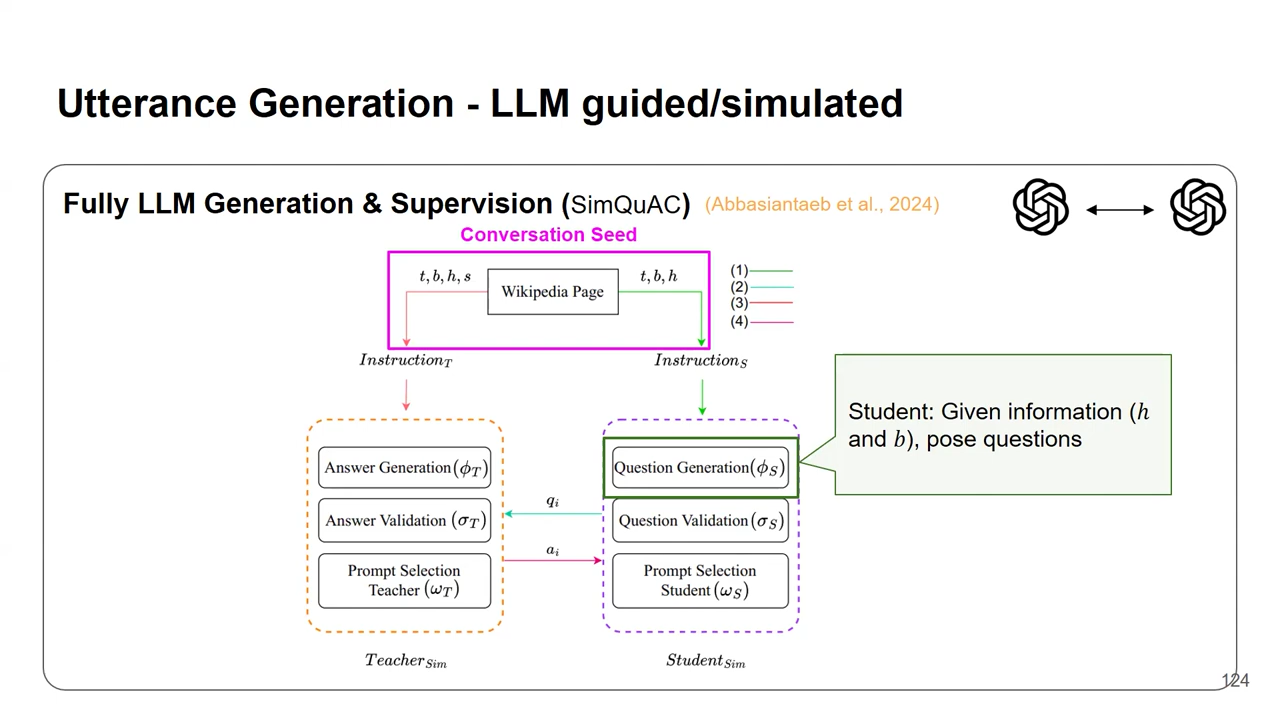 Utterance Generation - LLM guided/simulated
Fully LLM Generation & Supervision (SimQuAC) (Abbasiantaeb et al., 2024)
Conversation Seed
t, b, h, s
Wikipedia Page
t, b, h
(1)
(2)
(3)
(4)
Instruction_T
Instruction_S
Student: Given information (h
and b), pose questions
Answer Generation(ϕ_T)
Answer Validation (σ_T)
Prompt Selection
Teacher (ω_T)
q_i
a_i
Question Generation(ϕ_S)
Question Validation(σ_S)
Prompt Selection
Student (ω_S)
Teacher_Sim
Student_Sim
124